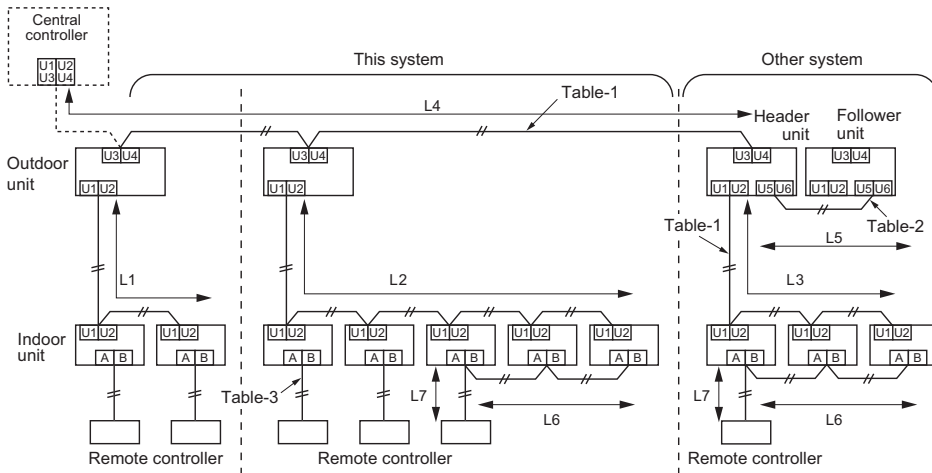 Central
controller
U1 U2
U3 U4
This system
Other system
L4
Table-1
Header
unit
Follower
unit
Outdoor
unit
U3 U4
U3 U4
U3 U4
U3 U4
U1 U2
U1 U2
U1 U2
U5 U6
U1 U2
U5 U6
Table-1
Table-2
L5
L1
L2
L3
Indoor
unit
U1 U2
U1 U2
U1 U2
U1 U2
U1 U2
U1 U2
U1 U2
U1 U2
U1 U2
U1 U2
A B
A B
A B
A B
A B
A B
A B
A B
A B
A B
Table-3
L7
L6
L7
L6
Remote controller
Remote controller
Remote controller